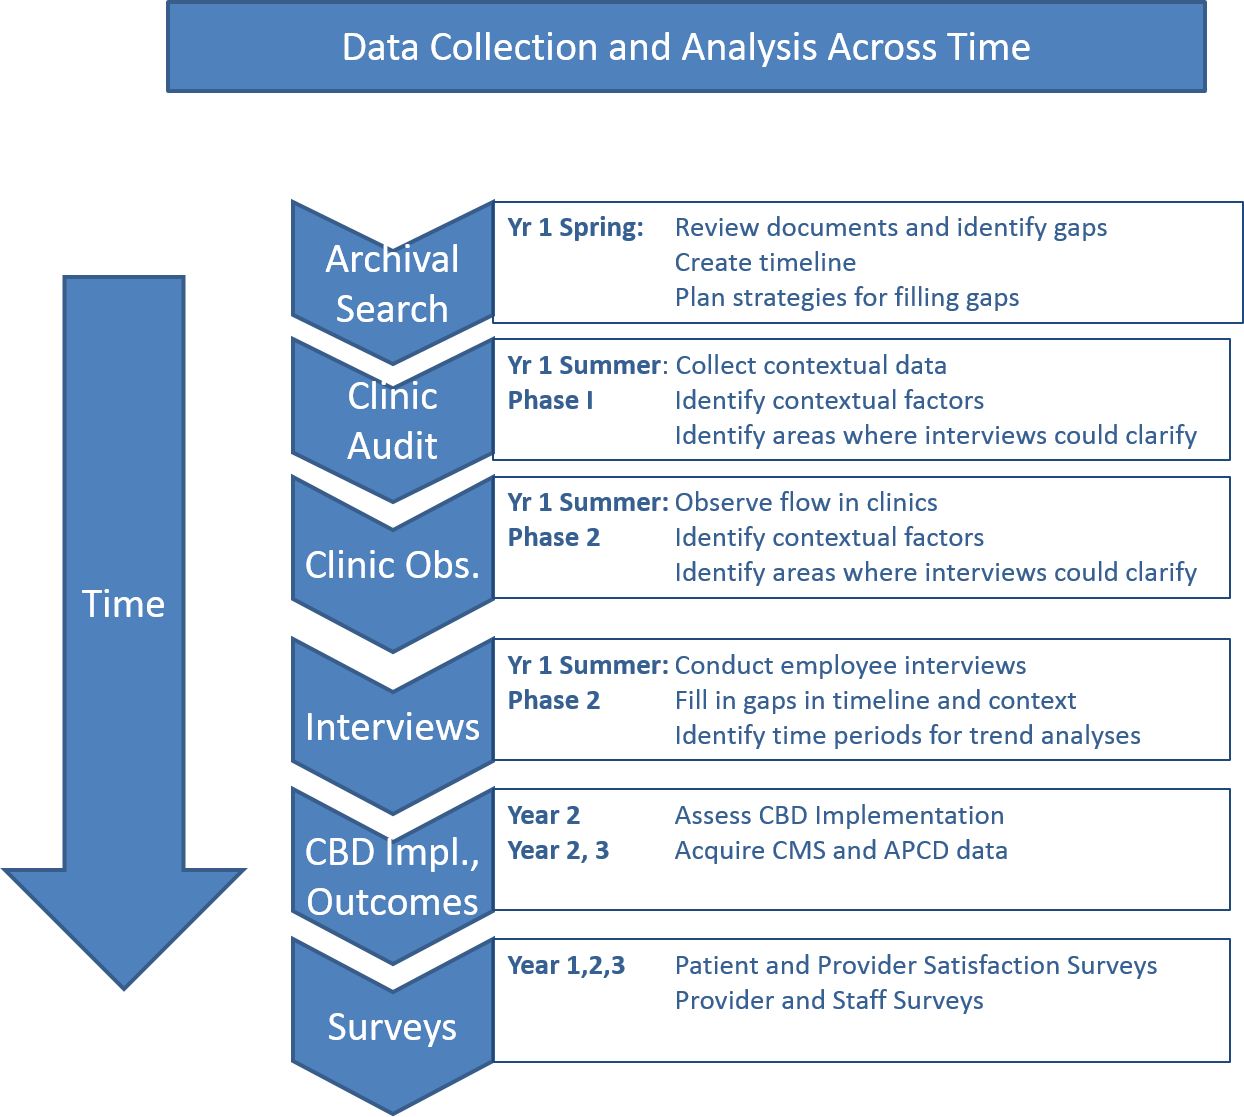 Data Collection and Analysis Across Time
Time
Archival
Search
Yr 1 Spring: Review documents and identify gaps
Create timeline
Plan strategies for filling gaps
Clinic
Audit
Yr 1 Summer: Collect contextual data
Phase I Identify contextual factors
Identify areas where interviews could clarify
Clinic Obs.
Yr 1 Summer: Observe flow in clinics
Phase 2 Identify contextual factors
Identify areas where interviews could clarify
Interviews
Yr 1 Summer: Conduct employee interviews
Phase 2 Fill in gaps in timeline and context
Identify time periods for trend analyses
CBD Impl.,
Outcomes
Year 2 Assess CBD Implementation
Year 2, 3 Acquire CMS and APCD data
Surveys
Year 1,2,3 Patient and Provider Satisfaction Surveys
Provider and Staff Surveys